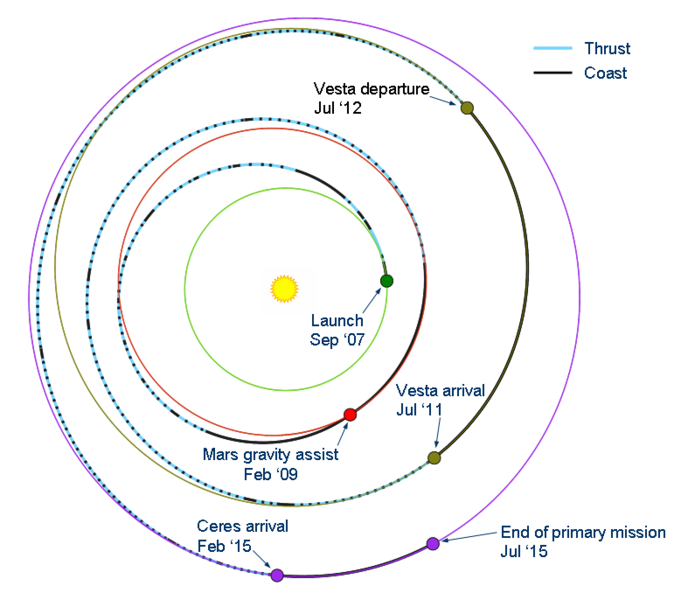 Thrust
Coast
Vesta departure
Jul ‘12
Launch
Sep ‘07
Vesta arrival
Jul ‘11
Mars gravity assist
Feb ‘09
Ceres arrival
Feb ‘15
End of primary mission
Jul ‘15